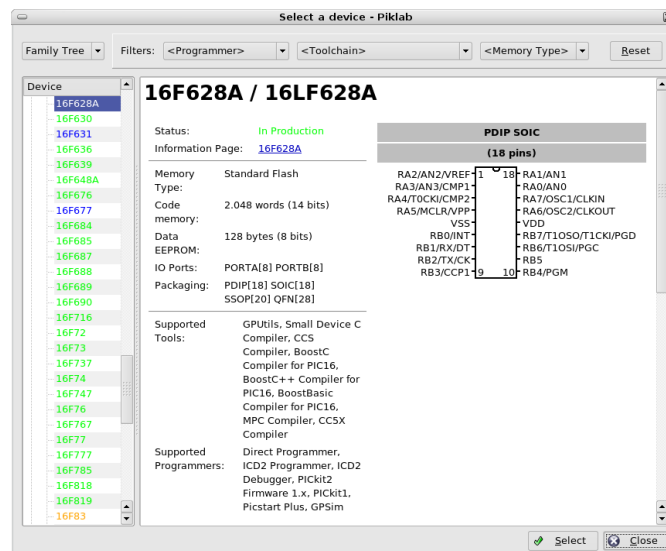 Select a device - Piklab
Family Tree Filters: <Programmer> <Toolchain> <Memory Type> Reset
Device
16F628A
16F630
16F631
16F636
16F639
16F648A
16F676
16F677
16F684
16F685
16F687
16F688
16F689
16F690
16F716
16F72
16F73
16F737
16F74
16F747
16F76
16F767
16F77
16F777
16F785
16F818
16F819
16F83
16F628A / 16LF628A
Status: In Production
Information Page: 16F628A
Memory Type: Standard Flash
Code memory: 2.048 words (14 bits)
Data EEPROM: 128 bytes (8 bits)
IO Ports: PORTA[8] PORTB[8]
Packaging: PDIP[18] SOIC[18]
SSOP[20] QFN[28]
Supported Tools: GPUtils, Small Device C
Compiler, CCS
Compiler, BoostC
Compiler for PIC16,
BoostC++ Compiler for
PIC16, BoostBasic
Compiler for PIC16,
MPC Compiler, CC5X
Compiler
Supported Programmers: Direct Programmer,
ICD2 Programmer, ICD2
Debugger, PICkit2
Firmware 1.x, PICkit1,
Picstart Plus, GPSim
PDIP SOIC
(18 pins)
RA2/AN2/VREF 1 18 RA1/AN1
RA3/AN3/CMP1 RA0/AN0
RA4/T0CKI/CMP2 RA7/OSC1/CLKIN
RA5/MCLR/VPP RA6/OSC2/CLKOUT
VSS VDD
RB0/INT RB7/T1OSO/T1CKI/PGD
RB1/RX/DT RB6/T1OSI/PGC
RB2/TX/CK RB5
RB3/CCP1 9 10 RB4/PGM
Select Close